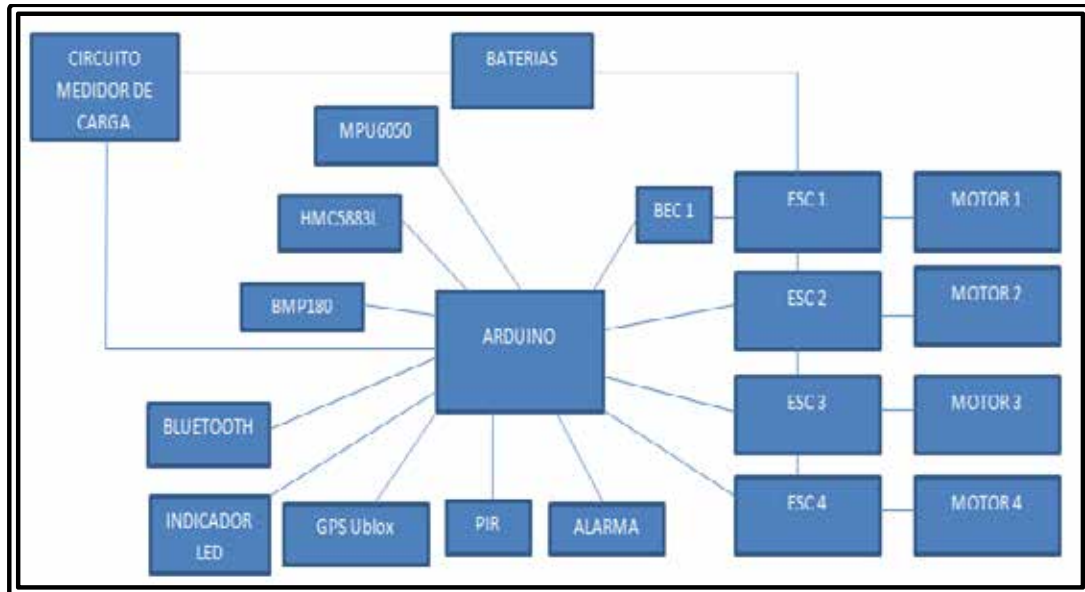 CIRCUITO
MEDIDOR DE
CARGA
BATERIAS
MPU6050
HMC5883L
BMP180
BEC 1
ESC 1
MOTOR 1
ESC 2
MOTOR 2
ARDUINO
ESC 3
MOTOR 3
BLUETOOTH
INDICADOR
LED
GPS Ublox
PIR
ALARMA
ESC 4
MOTOR 4